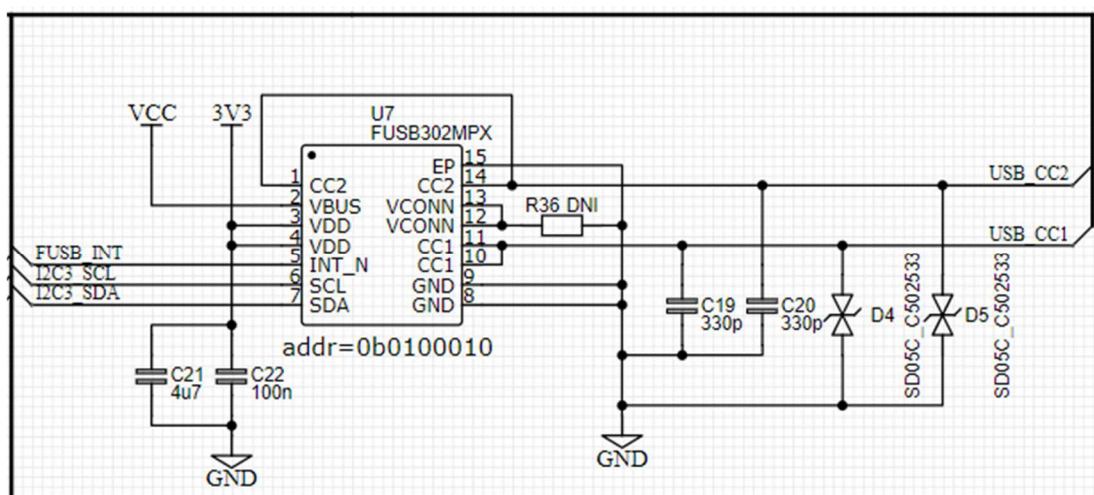 VCC
3V3
U7
FUSB302MPX
1
CC2
2
VBUS
3
VDD
4
VDD
5
INT_N
6
SCL
7
SDA
EP
15
CC2
14
VCONN
13
VCONN
12
CC1
11
CC1
10
GND
9
GND
8
R36 DNI
USB_CC2
USB_CC1
FUSB_INT
I2C3_SCL
I2C3_SDA
addr=0b0100010
C21
4u7
C22
100n
GND
C19
330p
C20
330p
D4
SD05C_C502533
D5
SD05C_C502533
GND